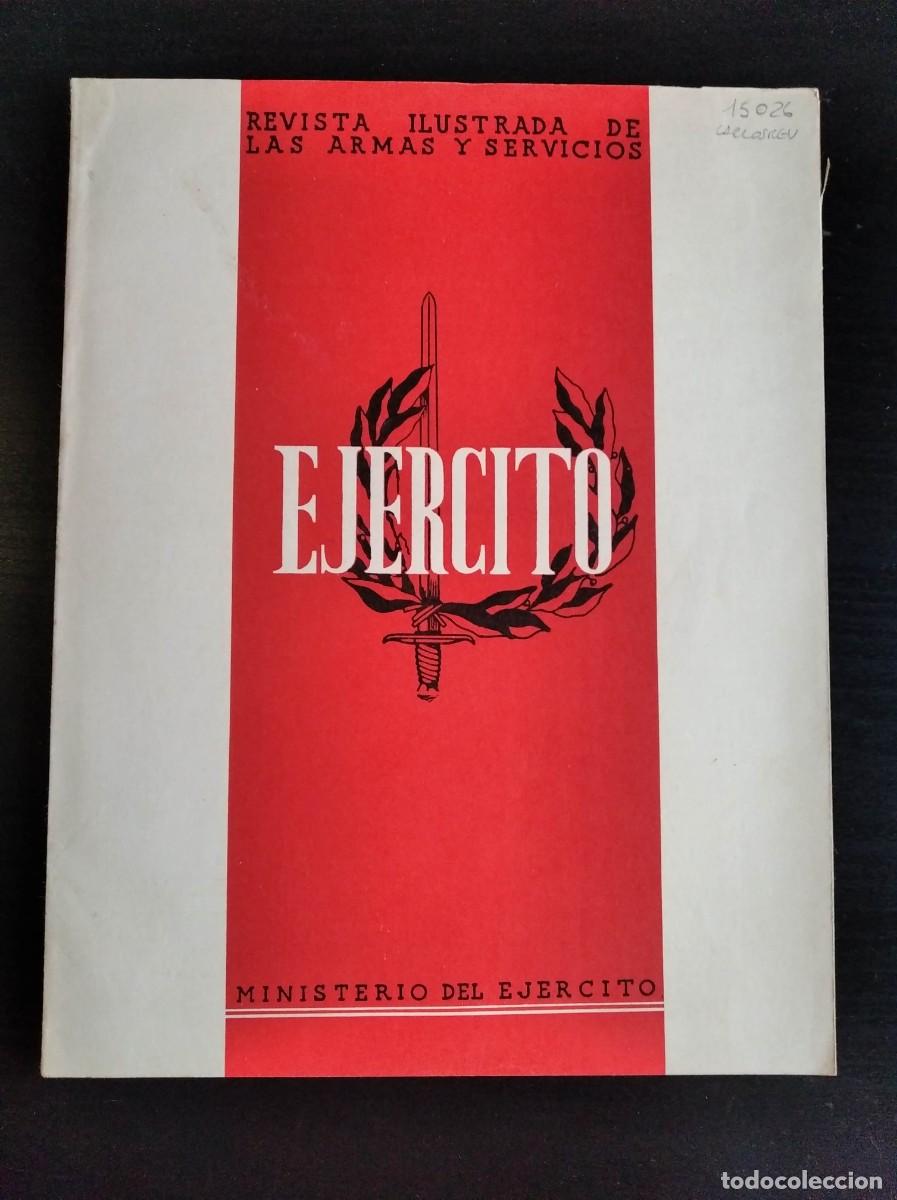 15026
REVISTA ILUSTRADA DE
LAS ARMAS Y SERVICIOS
EJERCITO
MINISTERIO DEL EJERCITO
todocoleccion